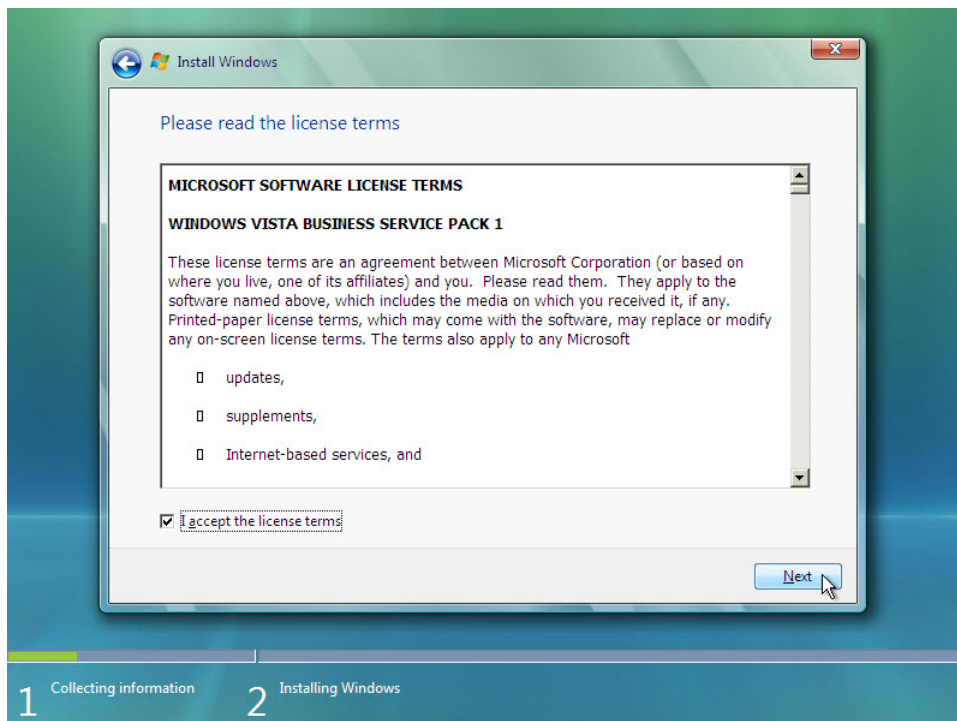 Install Windows
Please read the license terms
MICROSOFT SOFTWARE LICENSE TERMS
WINDOWS VISTA BUSINESS SERVICE PACK 1
These license terms are an agreement between Microsoft Corporation (or based on
where you live, one of its affiliates) and you.  Please read them.  They apply to the
software named above, which includes the media on which you received it, if any.
Printed-paper license terms, which may come with the software, may replace or modify
any on-screen license terms. The terms also apply to any Microsoft
updates,
supplements,
Internet-based services, and
I accept the license terms
Next
1 Collecting information
2 Installing Windows